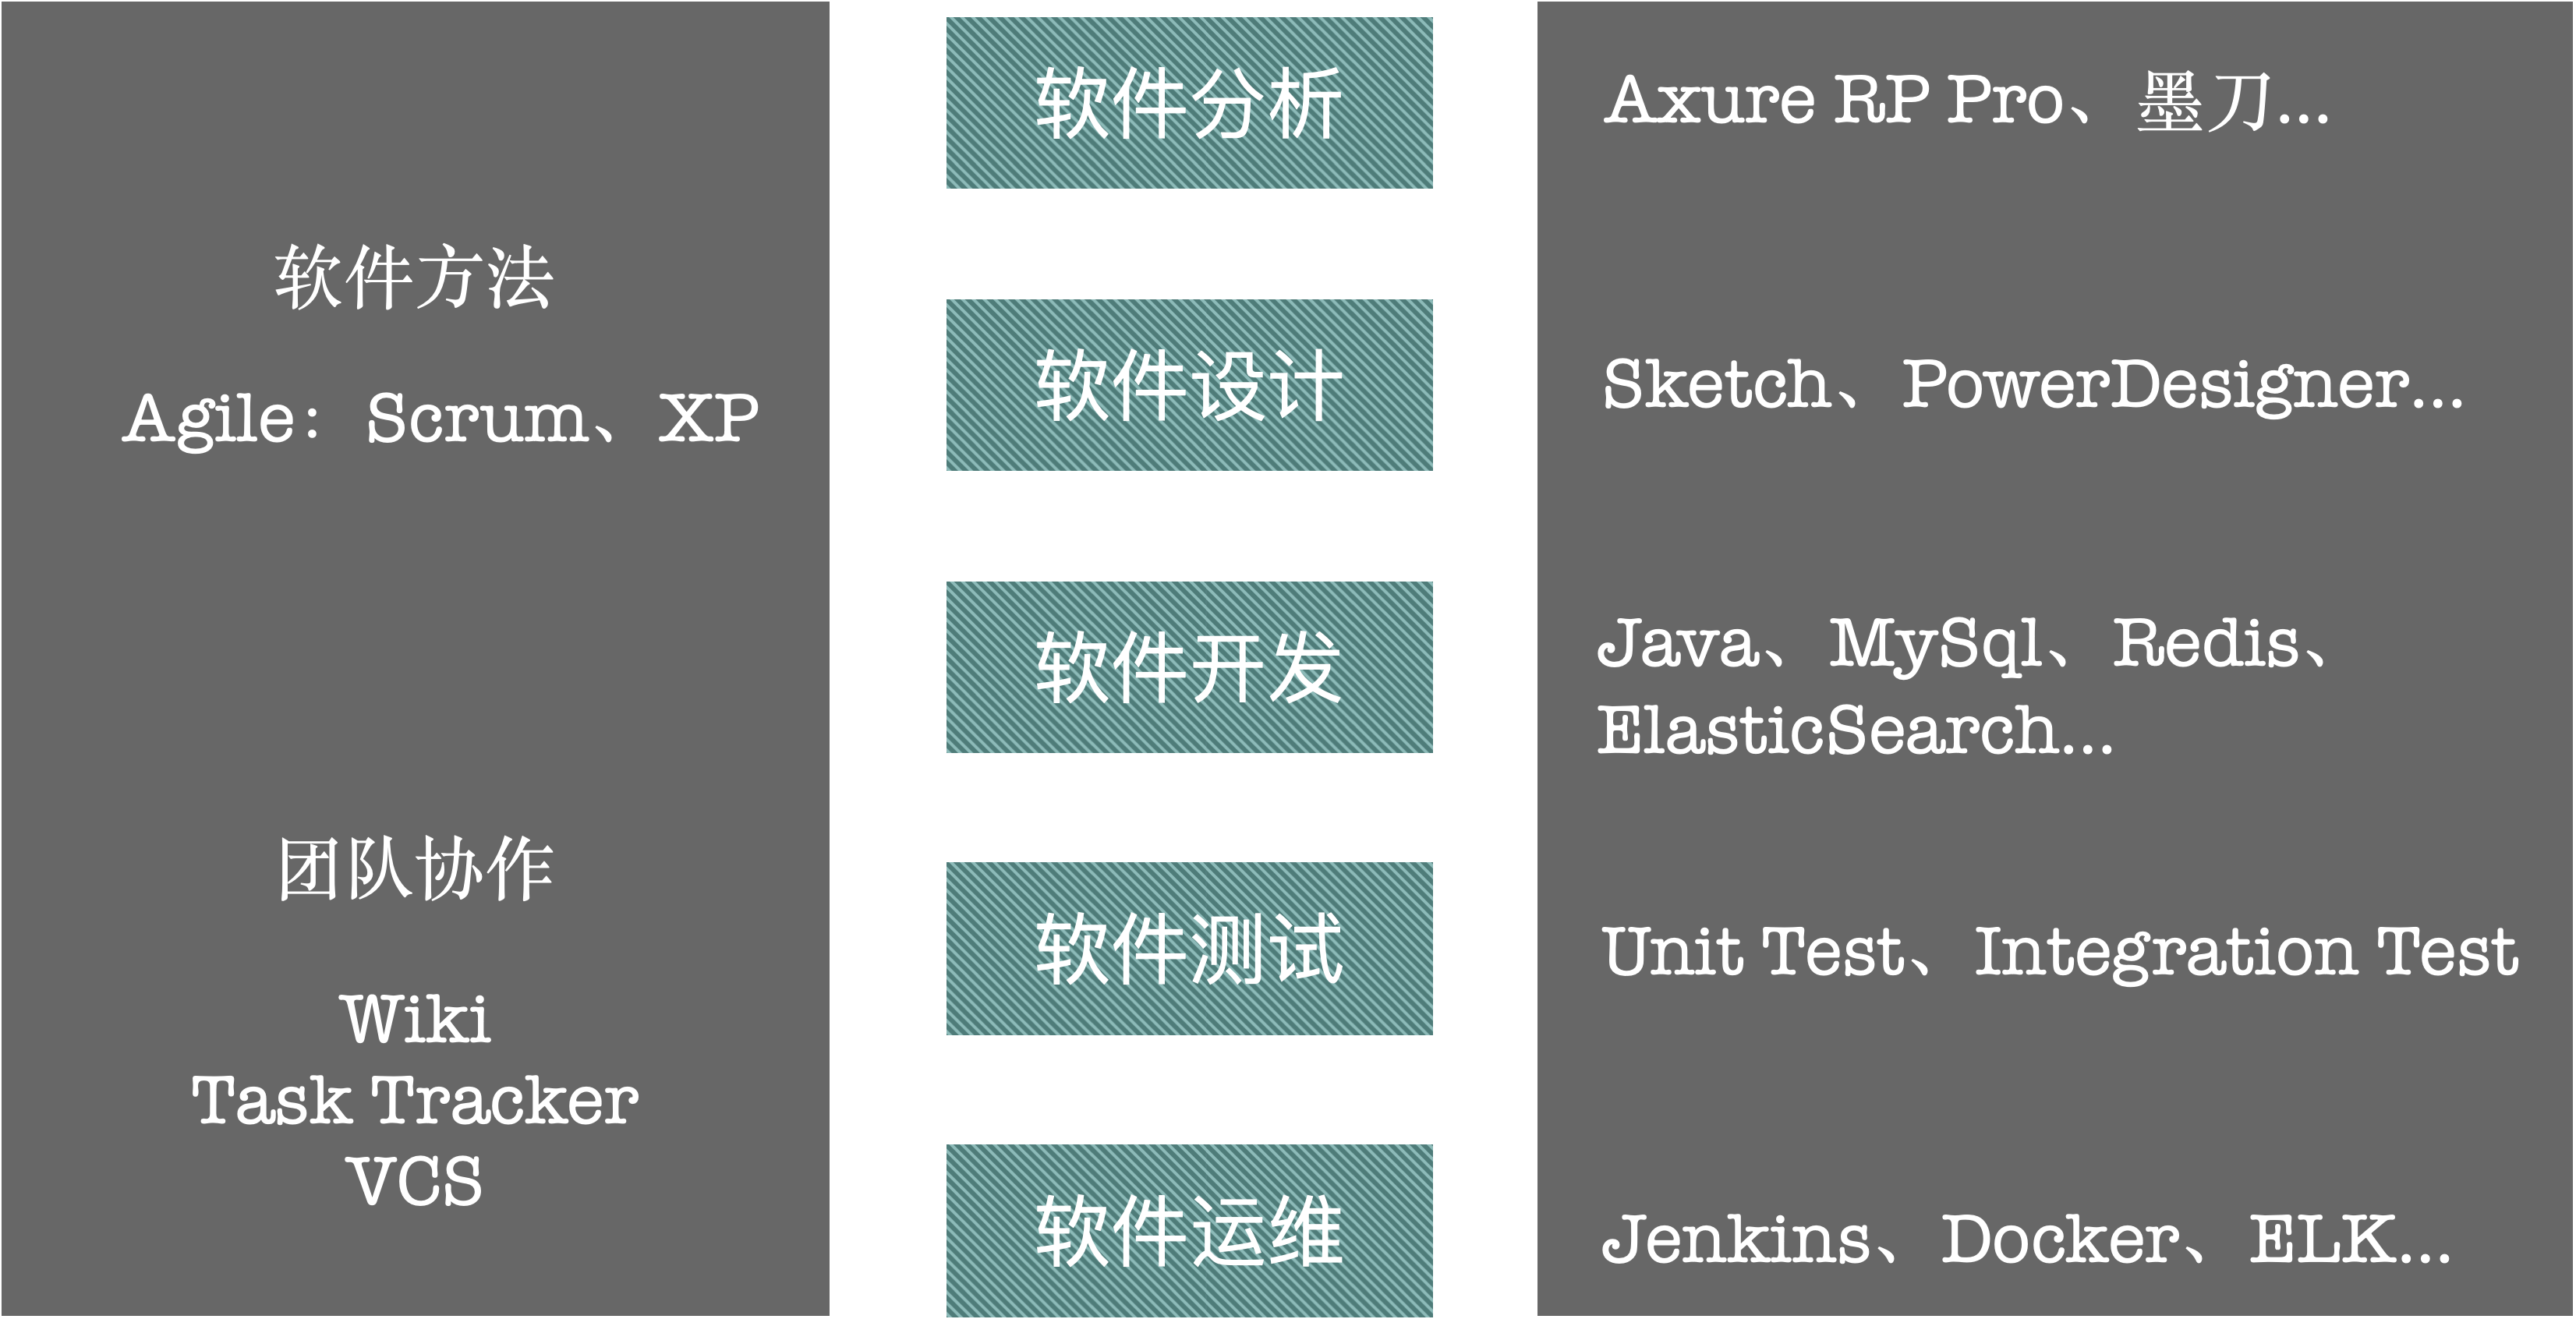 软件方法
Agile：Scrum、XP
团队协作
Wiki
Task Tracker
VCS
软件分析
软件设计
软件开发
软件测试
软件运维
Axure RP Pro、墨刀...
Sketch、PowerDesigner...
Java、MySql、Redis、
ElasticSearch...
Unit Test、Integration Test
Jenkins、Docker、ELK...